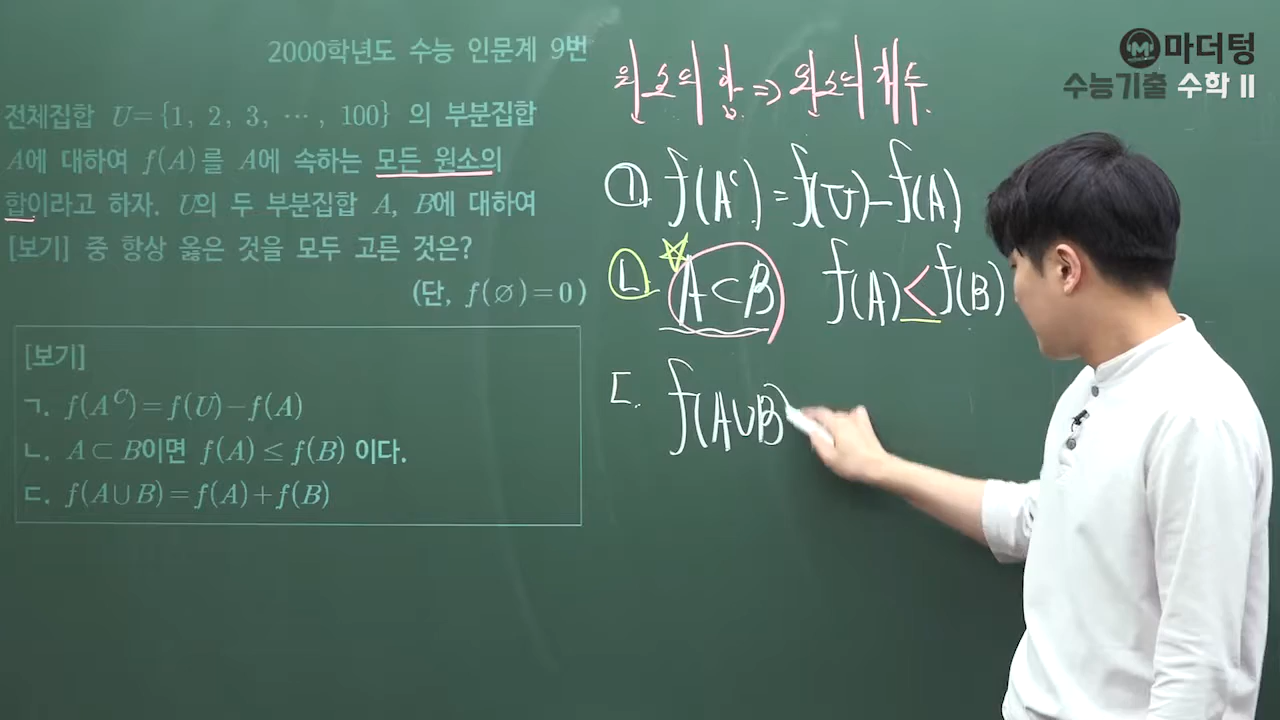 2000학년도 수능 인문계 9번
전체집합 U={1, 2, 3, ⋯, 100} 의 부분집합
A에 대하여 f(A)를 A에 속하는 모든 원소의
합이라고 하자. U의 두 부분집합 A, B에 대하여
[보기] 중 항상 옳은 것을 모두 고른 것은?
(단, f(∅)=0)
[보기]
ㄱ. f(A^C)=f(U)-f(A)
ㄴ. A⊂B이면 f(A)≤f(B) 이다.
ㄷ. f(A∪B)=f(A)+f(B)
원소의 합 ⇒ 원소의 개수.
ㄱ f(A^c)=f(U)-f(A)
ㄴ. A⊂B f(A)<f(B)
ㄷ. f(A∪B)
M 마더텅
수능기출 수학 II